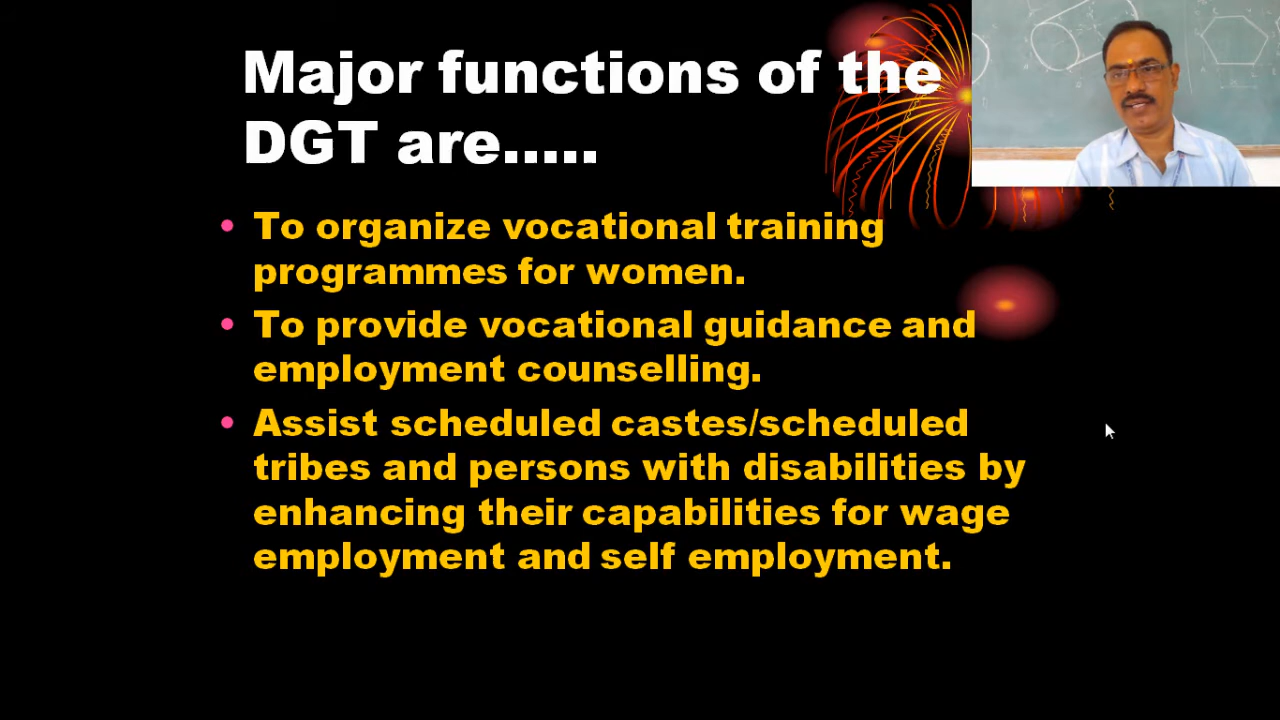 Major functions of the
DGT are.....
• To organize vocational training
programmes for women.
• To provide vocational guidance and
employment counselling.
• Assist scheduled castes/scheduled
tribes and persons with disabilities by
enhancing their capabilities for wage
employment and self employment.